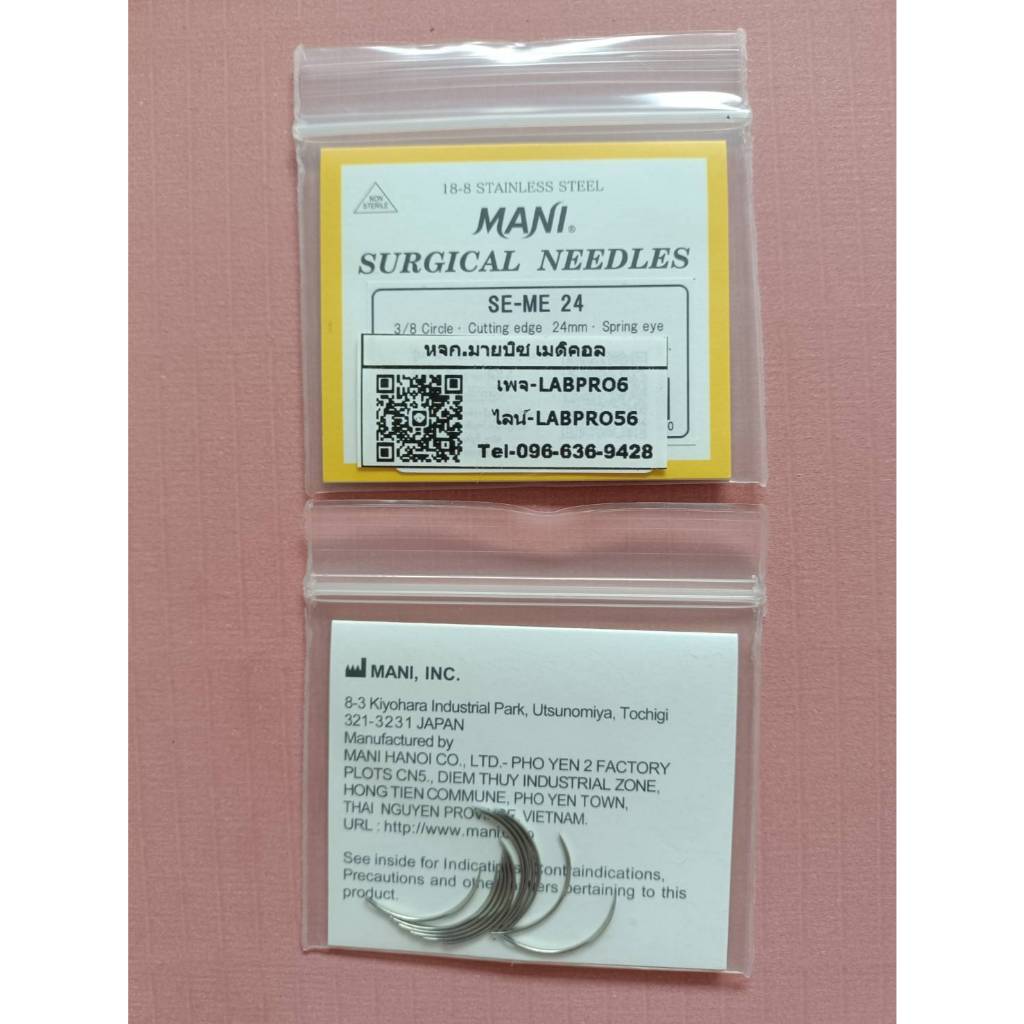 NON
STERILE
18-8 STAINLESS STEEL
MANI®
SURGICAL NEEDLES
SE-ME 24
3/8 Circle · Cutting edge 24mm · Spring eye
หจก.มายบีช เมดิคอล
เพจ-LABPRO6
ไลน์-LABPRO56
Tel-096-636-9428
0
MANI, INC.
8-3 Kiyohara Industrial Park, Utsunomiya, Tochigi
321-3231 JAPAN
Manufactured by
MANI HANOI CO., LTD.- PHO YEN 2 FACTORY
PLOTS CN5., DIEM THUY INDUSTRIAL ZONE,
HONG TIEN COMMUNE, PHO YEN TOWN,
THAI NGUYEN PROVINCE, VIETNAM.
URL : http://www.mani
See inside for Indications, Contraindications,
Precautions and others pertaining to this
product.